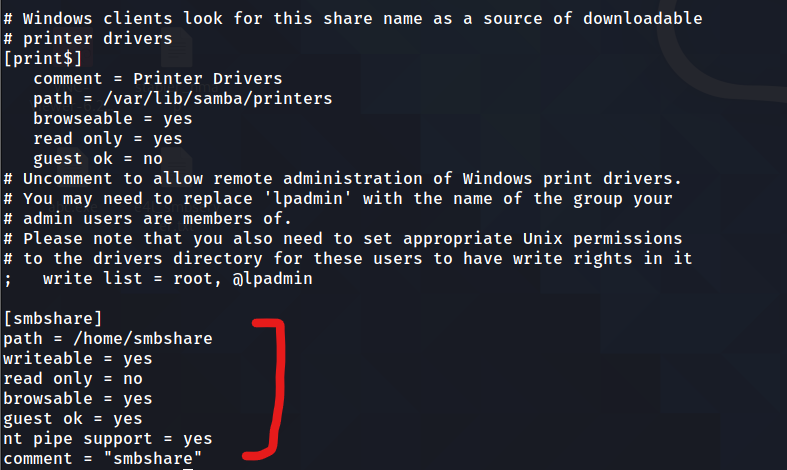 # Windows clients look for this share name as a source of downloadable
# printer drivers
[print$]
   comment = Printer Drivers
   path = /var/lib/samba/printers
   browseable = yes
   read only = yes
   guest ok = no
# Uncomment to allow remote administration of Windows print drivers.
# You may need to replace 'lpadmin' with the name of the group your
# admin users are members of.
# Please note that you also need to set appropriate Unix permissions
# to the drivers directory for these users to have write rights in it
;   write list = root, @lpadmin

[smbshare]
path = /home/smbshare
writeable = yes
read only = no
browsable = yes
guest ok = yes
nt pipe support = yes
comment = "smbshare"